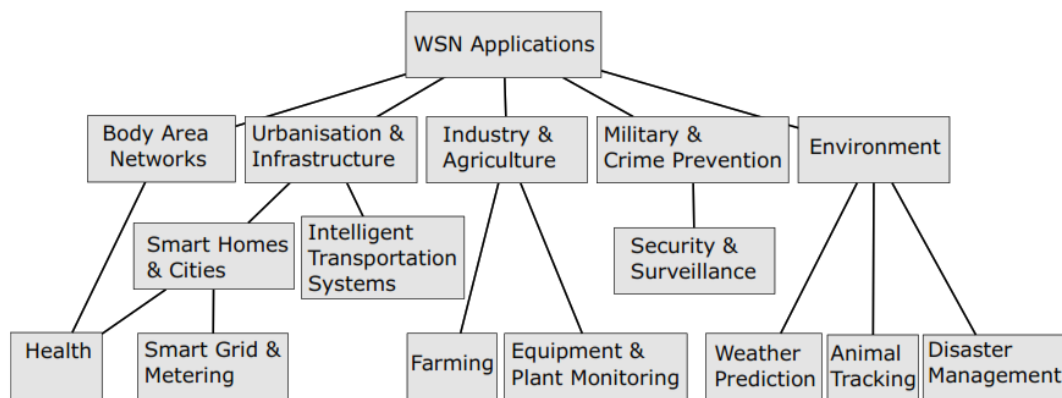 WSN Applications
Body Area
Networks
Urbanisation &
Infrastructure
Industry &
Agriculture
Military &
Crime Prevention
Environment
Smart Homes
& Cities
Intelligent
Transportation
Systems
Security &
Surveillance
Health
Smart Grid &
Metering
Farming
Equipment &
Plant Monitoring
Weather
Prediction
Animal
Tracking
Disaster
Management